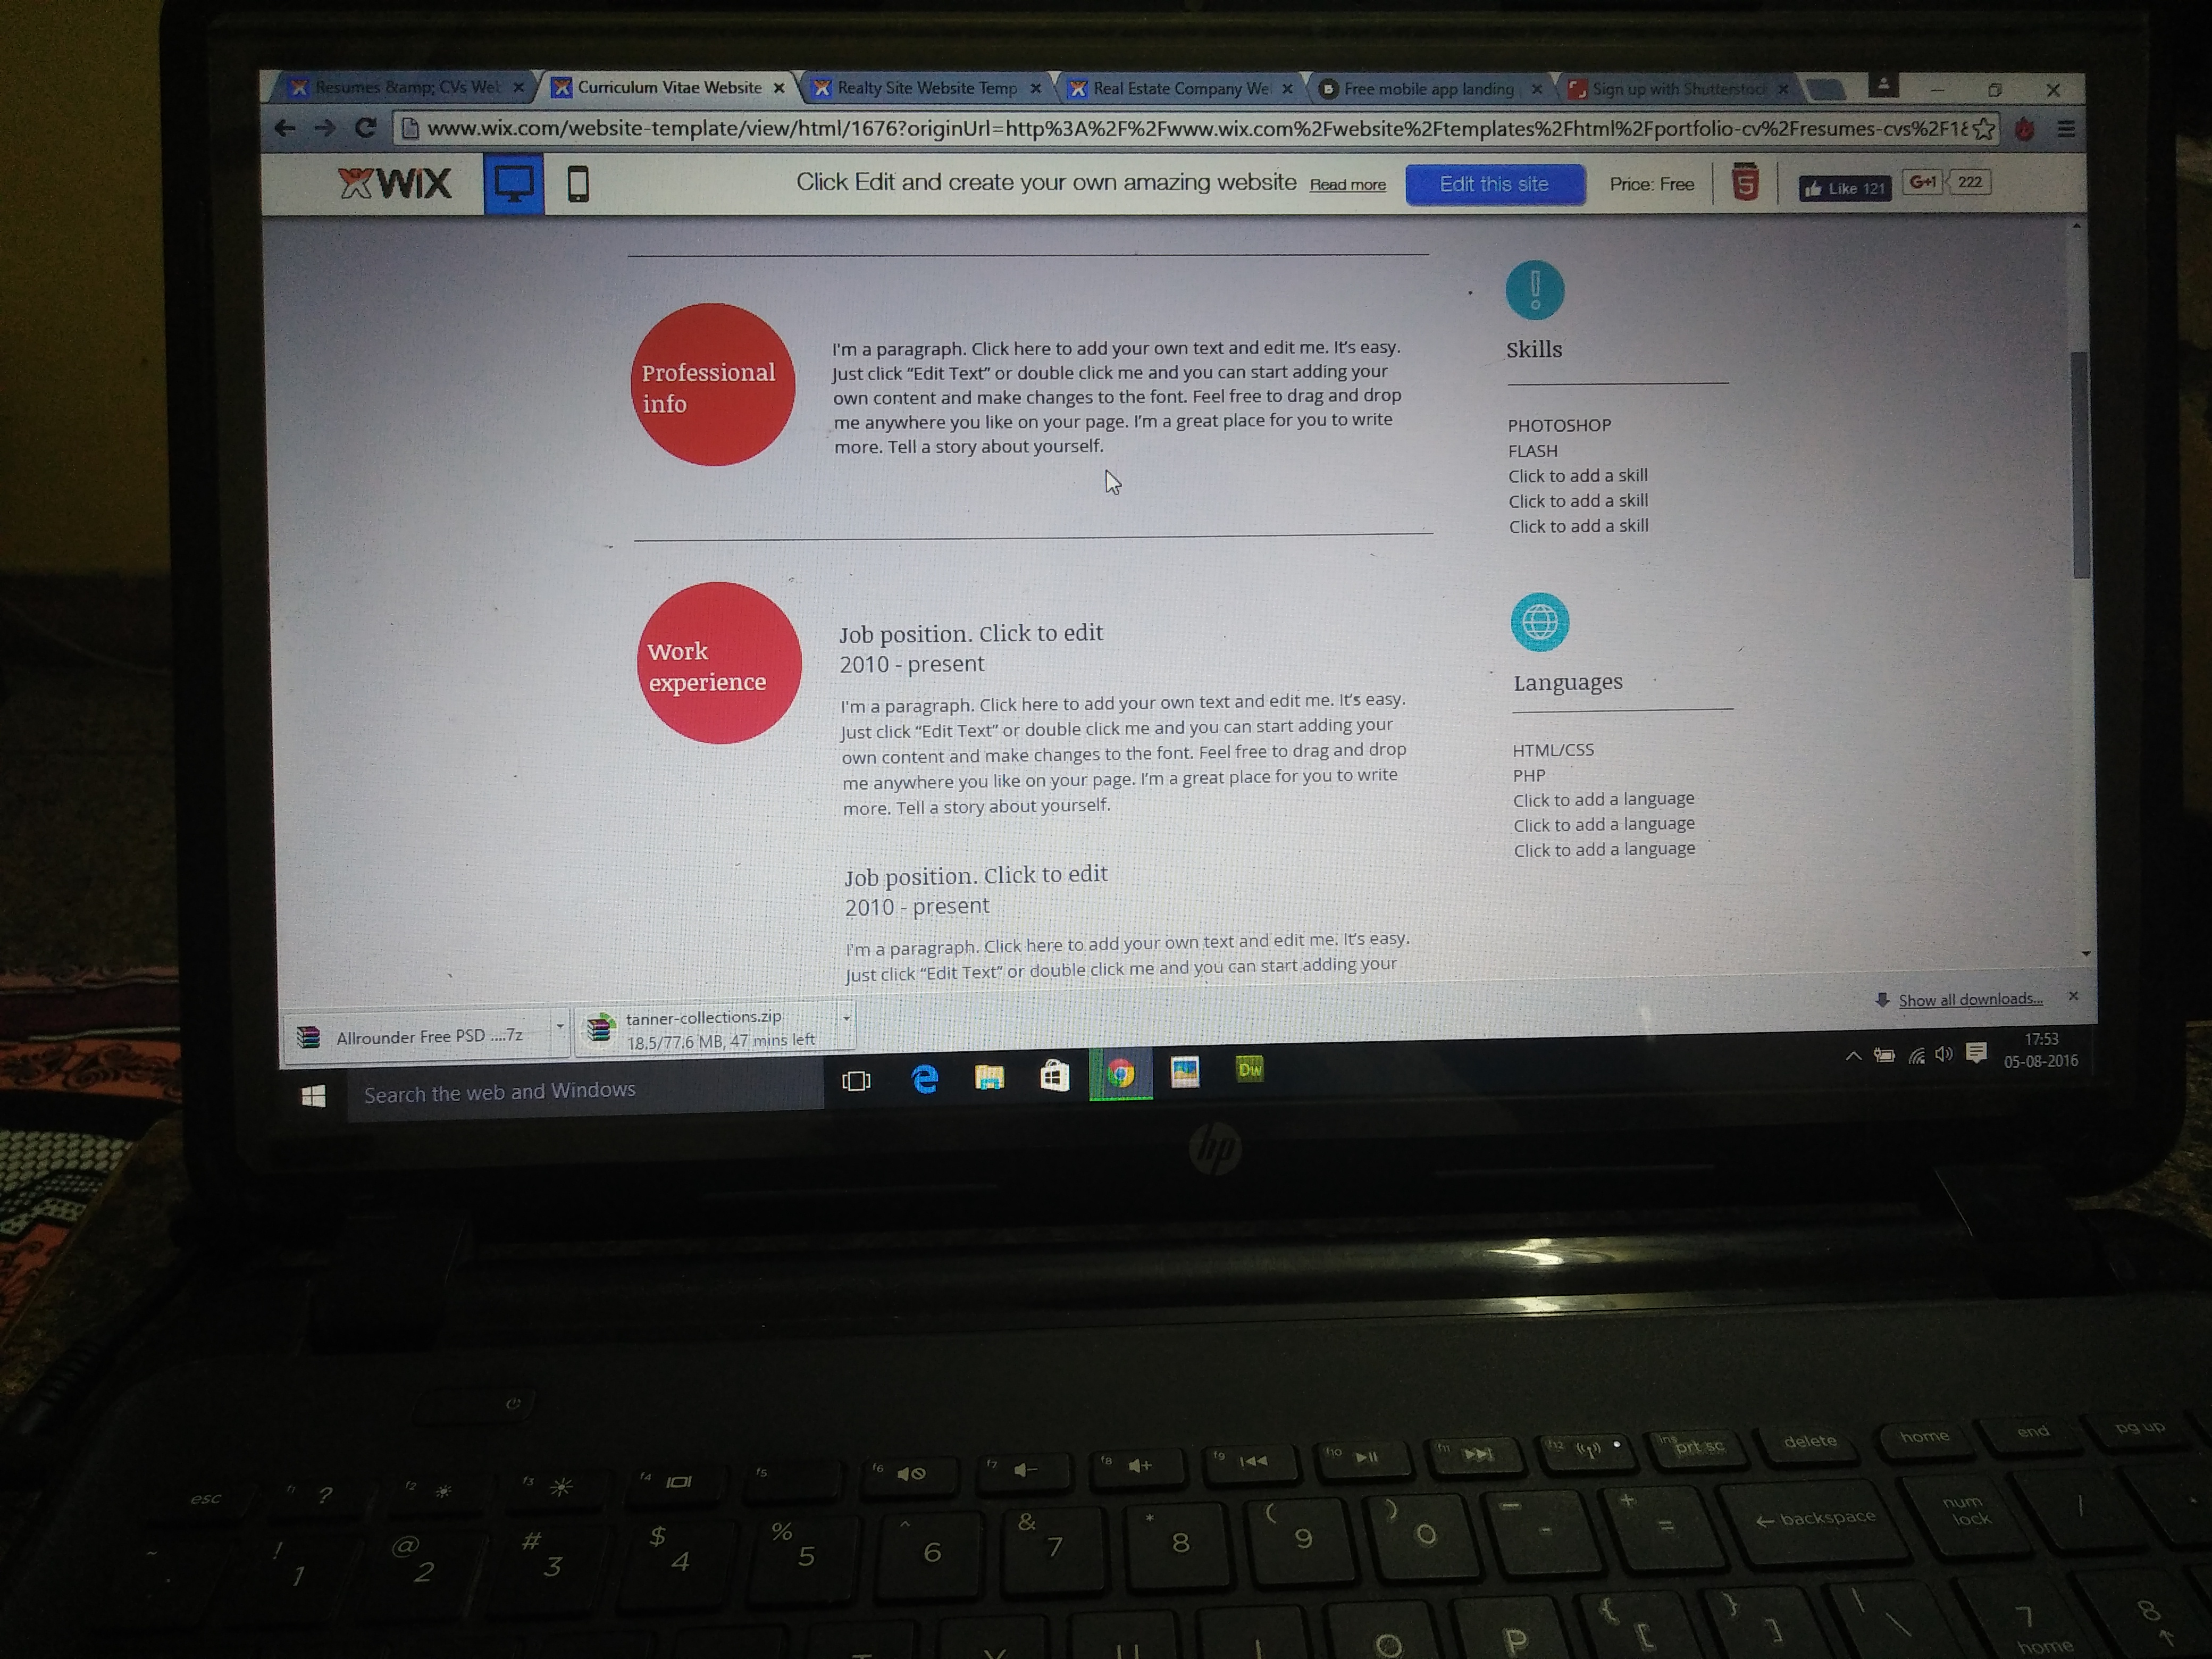 Resumes &amp; CVs Web
Curriculum Vitae Website
Realty Site Website Temp
Real Estate Company We
Free mobile app landing
Sign up with Shutterstock
www.wix.com/website-template/view/html/1676?originUrl=http%3A%2F%2Fwww.wix.com%2Fwebsite%2Ftemplates%2Fhtml%2Fportfolio-cv%2Fresumes-cvs%2F18
WiX
Click Edit and create your own amazing website Read more
Edit this site
Price: Free
5
Like 121
G+1 222
Professional
info
I'm a paragraph. Click here to add your own text and edit me. It's easy.
Just click “Edit Text” or double click me and you can start adding your
own content and make changes to the font. Feel free to drag and drop
me anywhere you like on your page. I'm a great place for you to write
more. Tell a story about yourself.
Skills
PHOTOSHOP
FLASH
Click to add a skill
Click to add a skill
Click to add a skill
Work
experience
Job position. Click to edit
2010 - present
I'm a paragraph. Click here to add your own text and edit me. It's easy.
Just click “Edit Text” or double click me and you can start adding your
own content and make changes to the font. Feel free to drag and drop
me anywhere you like on your page. I'm a great place for you to write
more. Tell a story about yourself.
Languages
HTML/CSS
PHP
Click to add a language
Click to add a language
Click to add a language
Job position. Click to edit
2010 - present
I'm a paragraph. Click here to add your own text and edit me. It's easy.
Just click “Edit Text” or double click me and you can start adding your
Allrounder Free PSD ....7z
tanner-collections.zip
18.5/77.6 MB, 47 mins left
Show all downloads...
Search the web and Windows
Dw
17:53
05-08-2016
hp
esc f1 ? f2 f3 f4 f5 f6 f7 f8 f9 f10 f11 f12 ins prt sc delete home end pg up
~ ! 1 @ 2 # 3 $ 4 % 5 ^ 6 & 7 * 8 ( 9 ) 0 - + = ← backspace num lock /
U I O P { [ } ] | \ 7 home 8